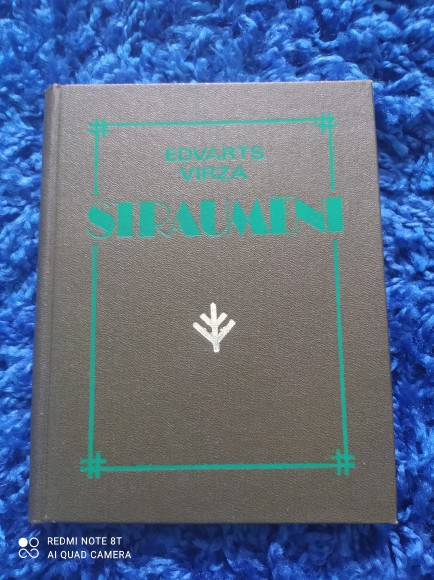 EDVARTS
VIRZA
STRAUMĒNI
REDMI NOTE 8T
AI QUAD CAMERA